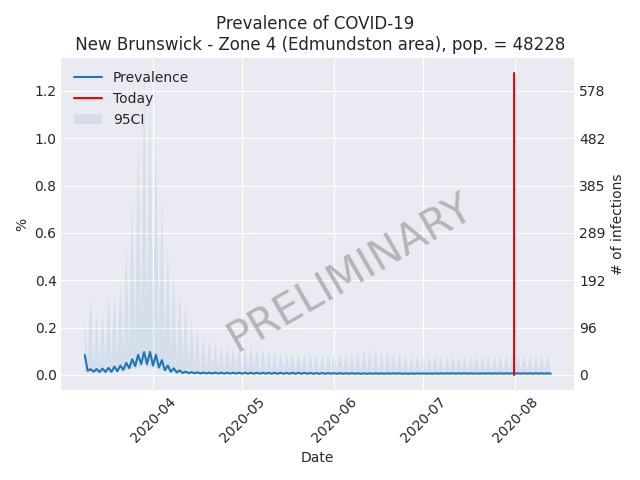 Prevalence of COVID-19
New Brunswick - Zone 4 (Edmundston area), pop. = 48228
Prevalence
Today
95CI
1.2
1.0
0.8
0.6
0.4
0.2
0.0
%
578
482
385
289
192
96
0
# of infections
PRELIMINARY
2020-04
2020-05
2020-06
2020-07
2020-08
Date